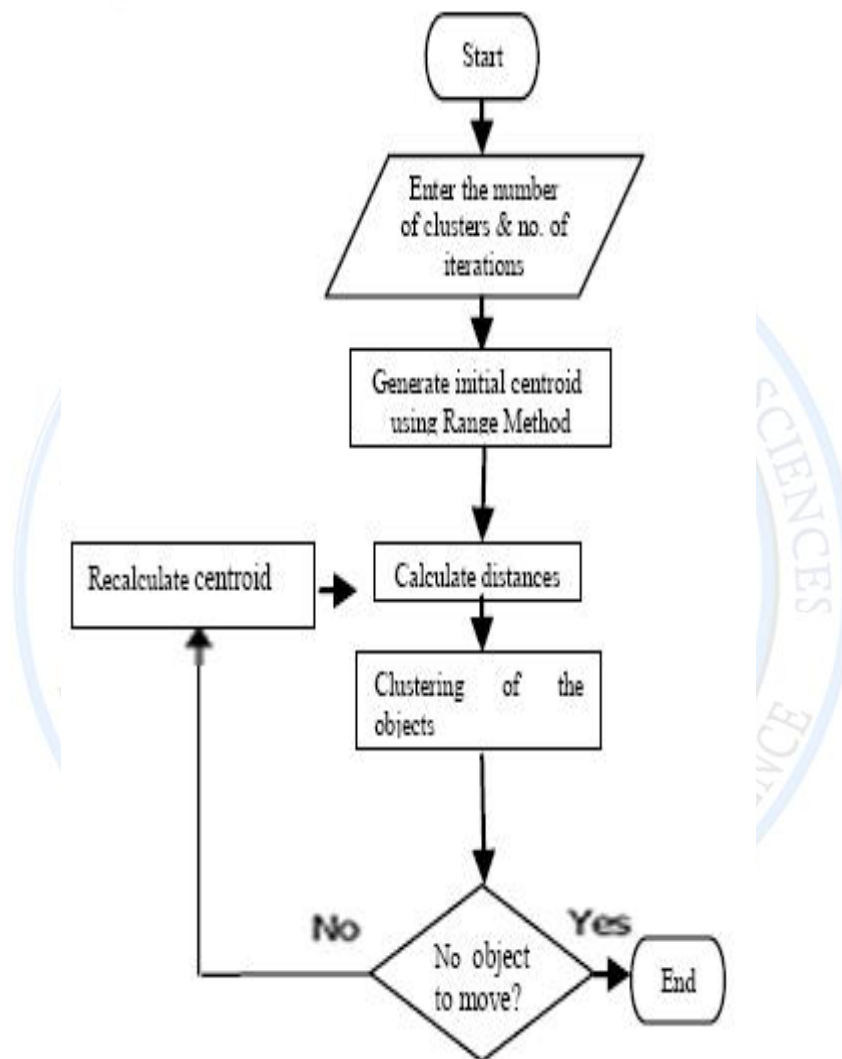 Start
Enter the number
of clusters & no. of
iterations
Generate initial centroid
using Range Method
Recalculate centroid
Calculate distances
Clustering of the
objects
No
Yes
No object
to move?
End
SCIENCES